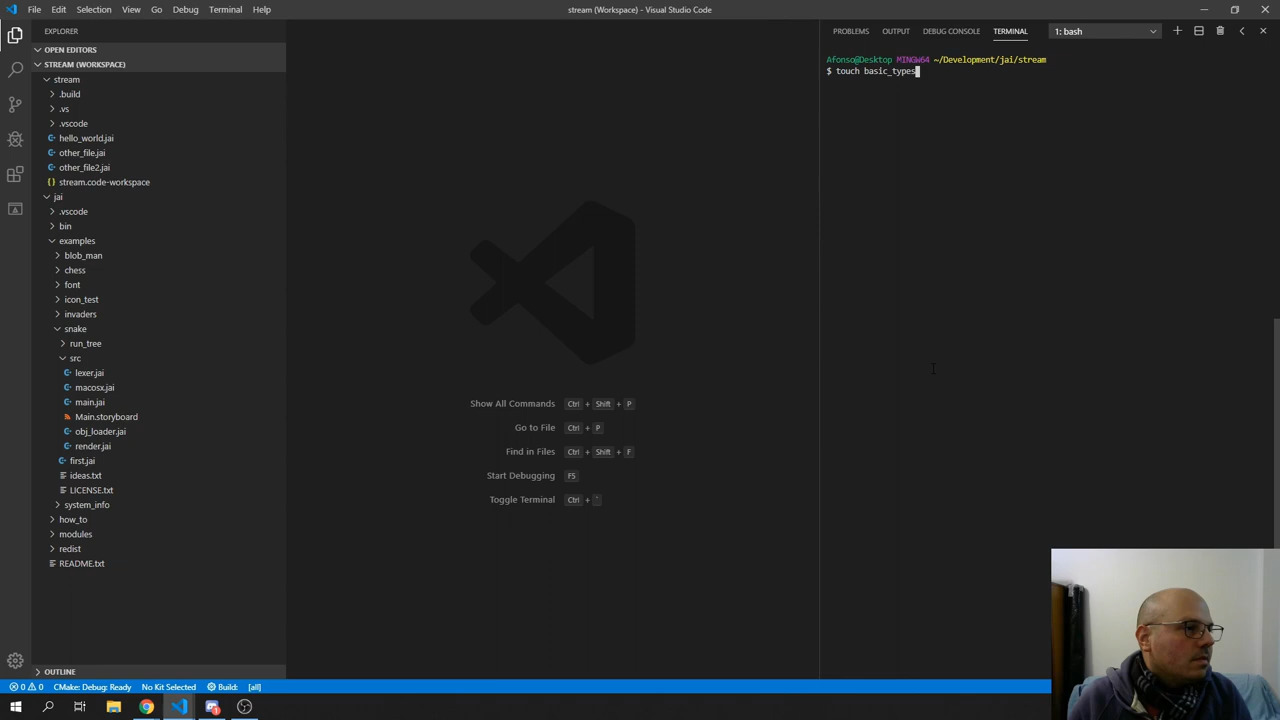 File Edit Selection View Go Debug Terminal Help
stream (Workspace) - Visual Studio Code
EXPLORER
OPEN EDITORS
STREAM (WORKSPACE)
stream
.build
.vs
.vscode
hello_world.jai
other_file.jai
other_file2.jai
stream.code-workspace
jai
.vscode
bin
examples
blob_man
chess
font
icon_test
invaders
snake
run_tree
src
lexer.jai
macosx.jai
main.jai
Main.storyboard
obj_loader.jai
render.jai
first.jai
ideas.txt
LICENSE.txt
system_info
how_to
modules
redist
README.txt
OUTLINE
Show All Commands Ctrl + Shift + P
Go to File Ctrl + P
Find in Files Ctrl + Shift + F
Start Debugging F5
Toggle Terminal Ctrl + `
PROBLEMS OUTPUT DEBUG CONSOLE TERMINAL 1: bash
Afonso@Desktop MINGW64 ~/Development/jai/stream
$ touch basic_types
0 0 CMake: Debug: Ready No Kit Selected Build: [all]